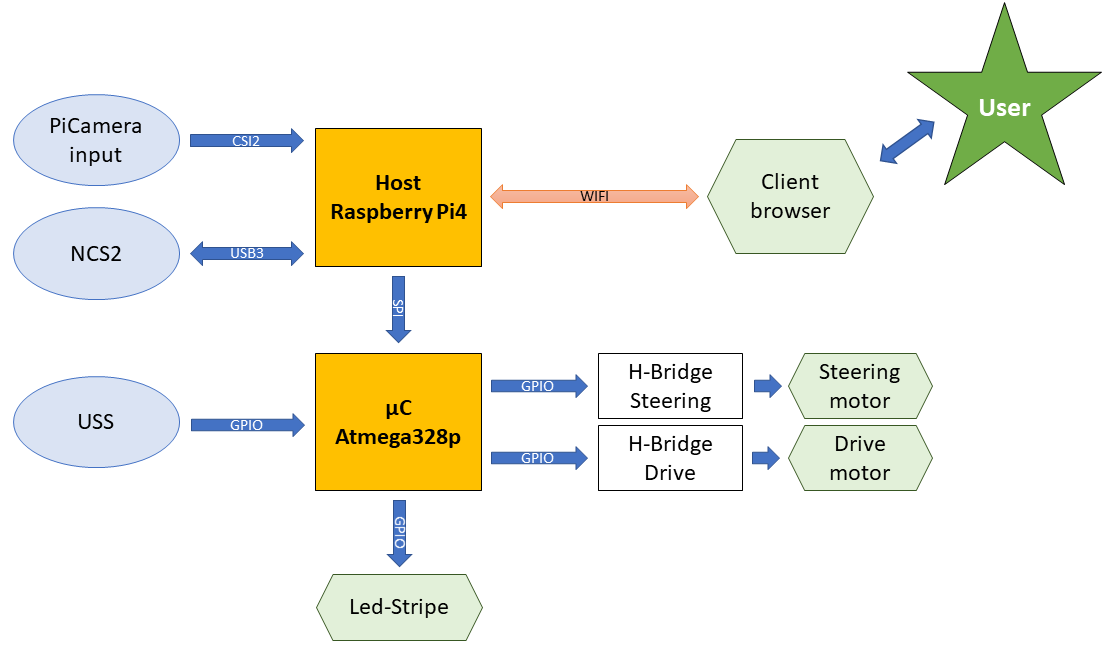 User
PiCamera
input
CSI2
Host
Raspberry Pi4
WIFI
Client
browser
NCS2
USB3
SPI
USS
GPIO
µC
Atmega328p
GPIO
H-Bridge
Steering
Steering
motor
GPIO
H-Bridge
Drive
Drive
motor
GPIO
Led-Stripe